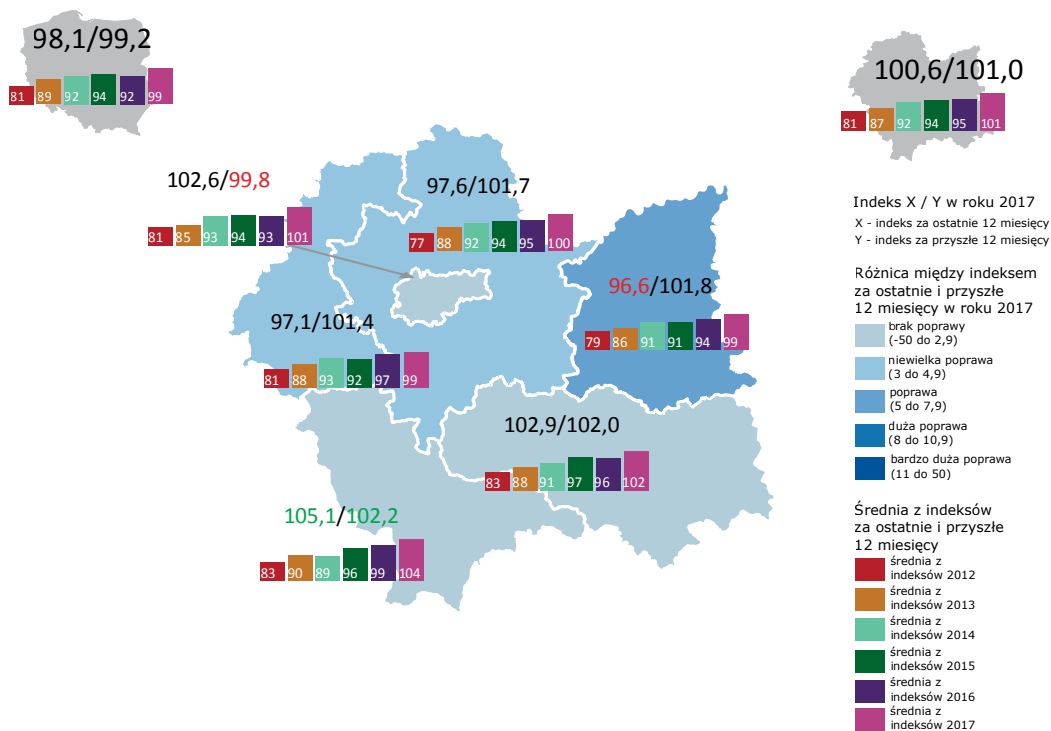 98,1/99,2
81 89 92 94 92 99
100,6/101,0
81 87 92 94 95 101
102,6/99,8
81 85 93 94 93 101
97,6/101,7
77 88 92 94 95 100
96,6/101,8
79 86 91 91 94 99
97,1/101,4
81 88 93 92 97 99
102,9/102,0
83 88 91 97 96 102
105,1/102,2
83 90 89 96 99 104
Indeks X / Y w roku 2017
X - indeks za ostatnie 12 miesięcy
Y - indeks za przyszłe 12 miesięcy
Różnica między indeksem
za ostatnie i przyszłe
12 miesięcy w roku 2017
brak poprawy
(-50 do 2,9)
niewielka poprawa
(3 do 4,9)
poprawa
(5 do 7,9)
duża poprawa
(8 do 10,9)
bardzo duża poprawa
(11 do 50)
Średnia z indeksów
za ostatnie i przyszłe
12 miesięcy
średnia z
indeksów 2012
średnia z
indeksów 2013
średnia z
indeksów 2014
średnia z
indeksów 2015
średnia z
indeksów 2016
średnia z
indeksów 2017